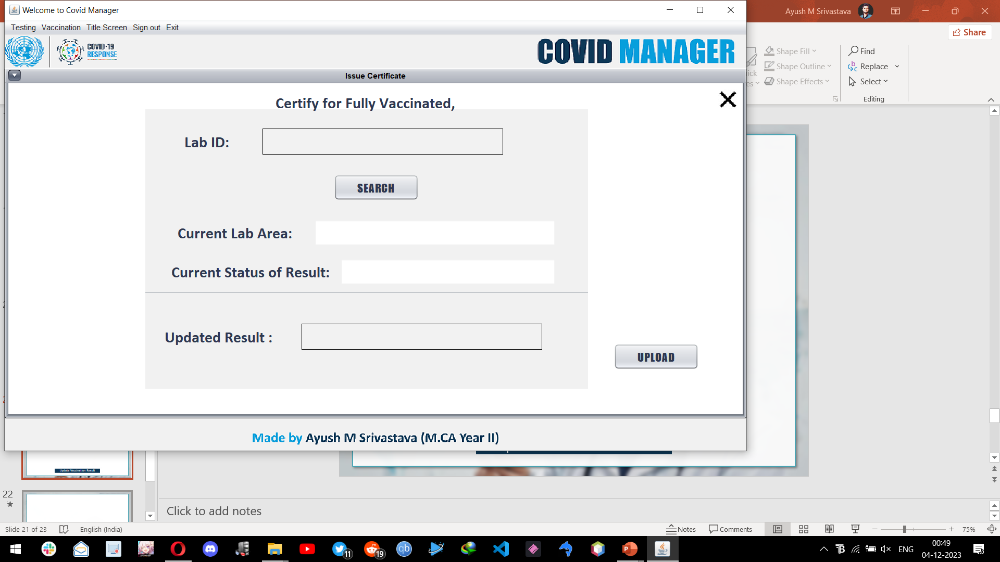 Welcome to Covid Manager
Ayush M Srivastava
Testing Vaccination Title Screen Sign out Exit
Share
COVID-19
RESPONSE
COVID MANAGER
Shape Fill
Find
Shape Outline
Replace
Shape Effects
Select
Editing
Issue Certificate
Certify for Fully Vaccinated,
Lab ID:
SEARCH
Current Lab Area:
Current Status of Result:
Updated Result :
UPLOAD
Made by Ayush M Srivastava (M.CA Year II)
Update Vaccination Result
22
Click to add notes
Slide 21 of 23
English (India)
Notes
Comments
75%
11
19
qb
ENG
00:49
04-12-2023